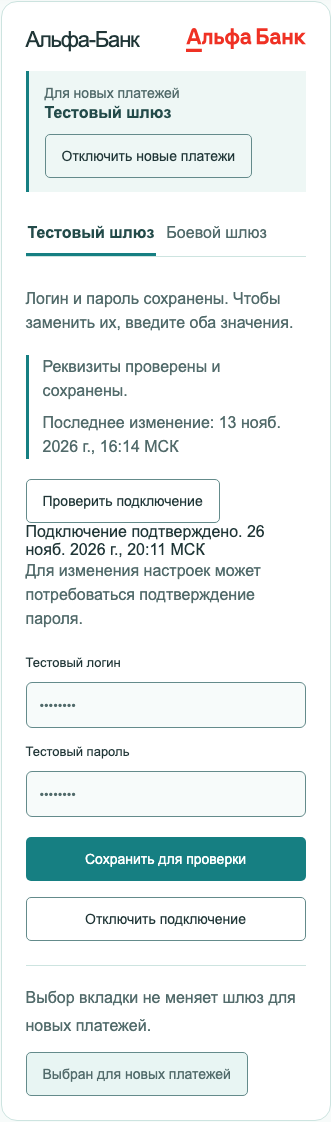 Альфа-Банк
Альфа Банк
Для новых платежей
Тестовый шлюз
Отключить новые платежи
Тестовый шлюз
Боевой шлюз
Логин и пароль сохранены. Чтобы
заменить их, введите оба значения.
Реквизиты проверены и
сохранены.
Последнее изменение: 13 нояб.
2026 г., 16:14 МСК
Проверить подключение
Подключение подтверждено. 26
нояб. 2026 г., 20:11 МСК
Для изменения настроек может
потребоваться подтверждение
пароля.
Тестовый логин
••••••••
Тестовый пароль
••••••••
Сохранить для проверки
Отключить подключение
Выбор вкладки не меняет шлюз для
новых платежей.
Выбран для новых платежей